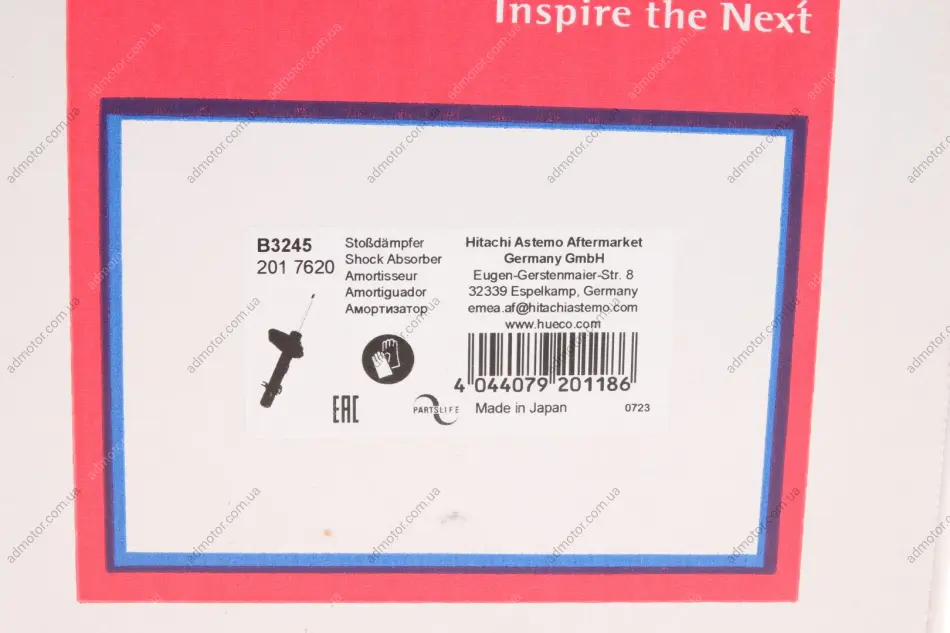 Inspire the Next
B3245
201 7620
Stoßdämpfer
Shock Absorber
Amortisseur
Amortiguador
Амортизатор
Hitachi Astemo Aftermarket
Germany GmbH
Eugen-Gerstenmaier-Str. 8
32339 Espelkamp, Germany
emea.af@hitachiastemo.com
www.hueco.com
4 044079 201186
EAC
PARTSLIFE
Made in Japan
0723
admotor.com.ua